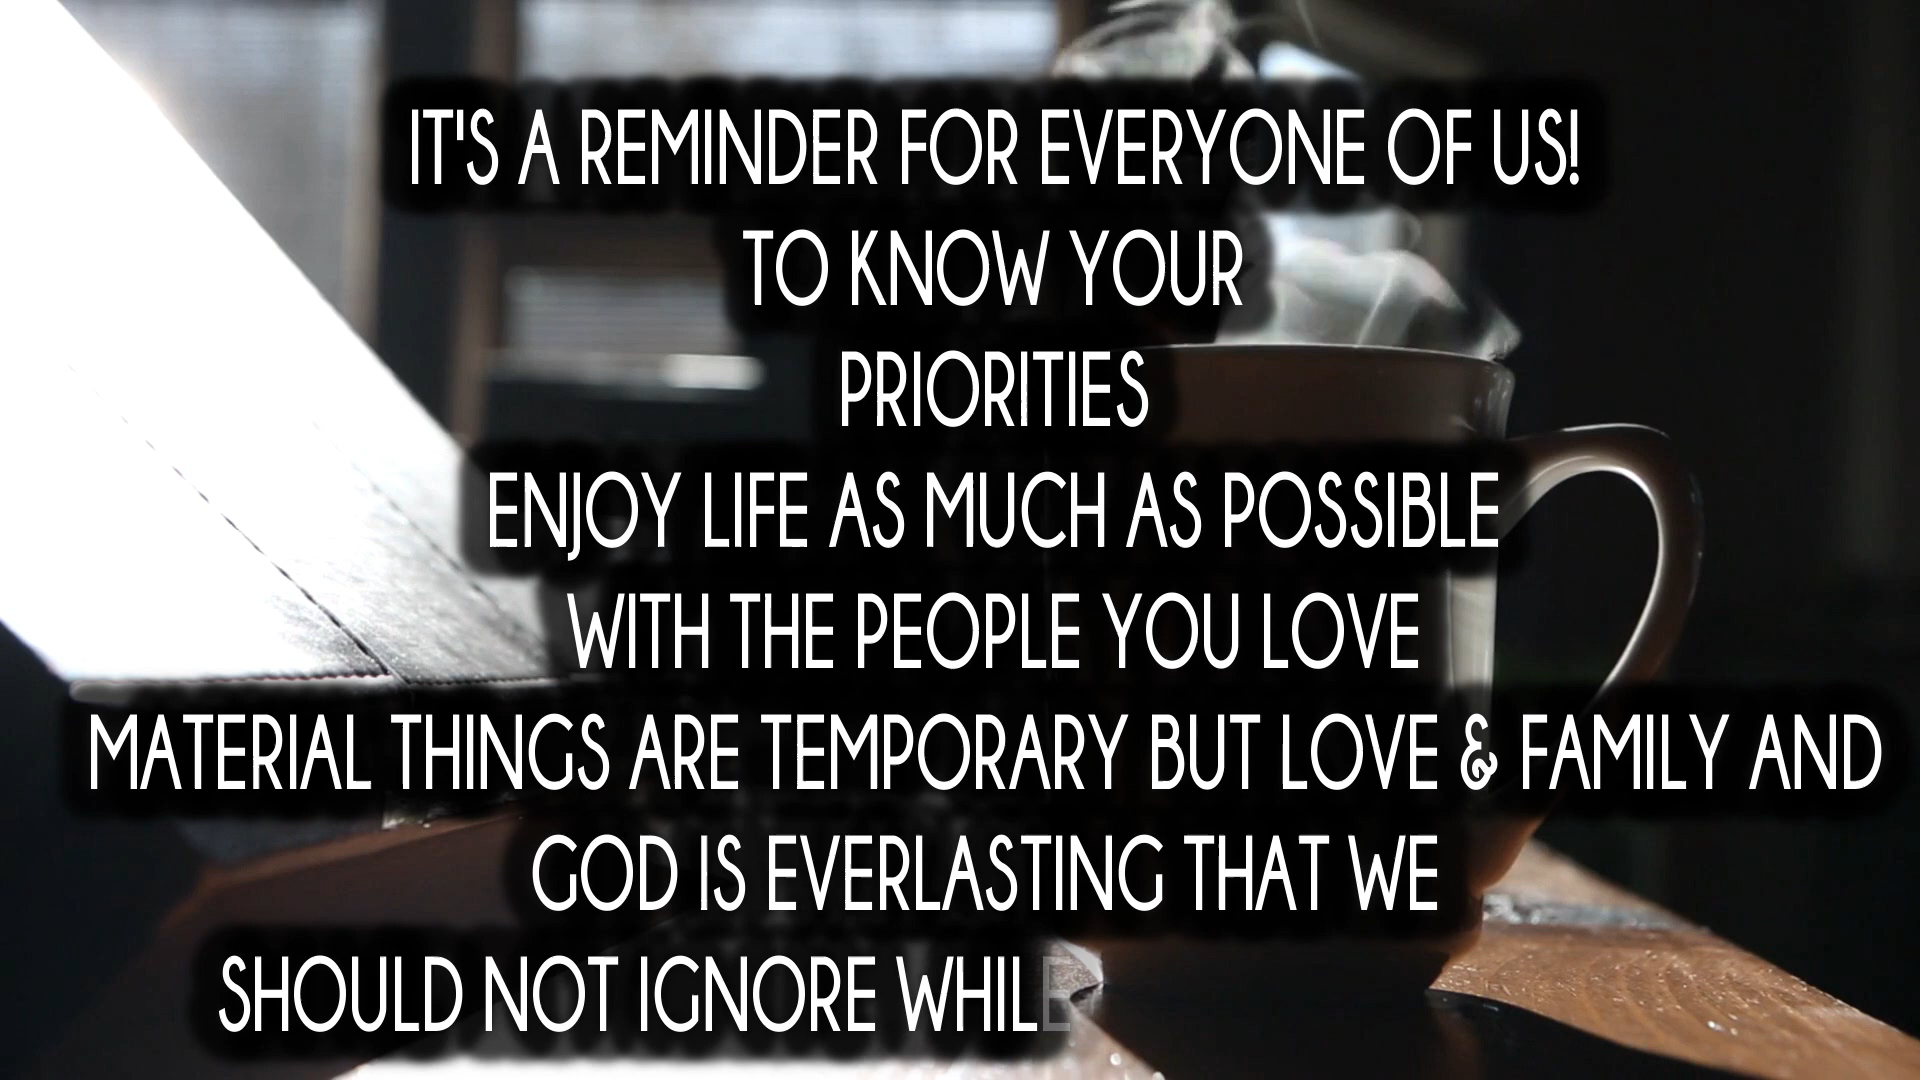 IT'S A REMINDER FOR EVERYONE OF US!
TO KNOW YOUR
PRIORITIES
ENJOY LIFE AS MUCH AS POSSIBLE
WITH THE PEOPLE YOU LOVE
MATERIAL THINGS ARE TEMPORARY BUT LOVE & FAMILY AND
GOD IS EVERLASTING THAT WE
SHOULD NOT IGNORE WHILE